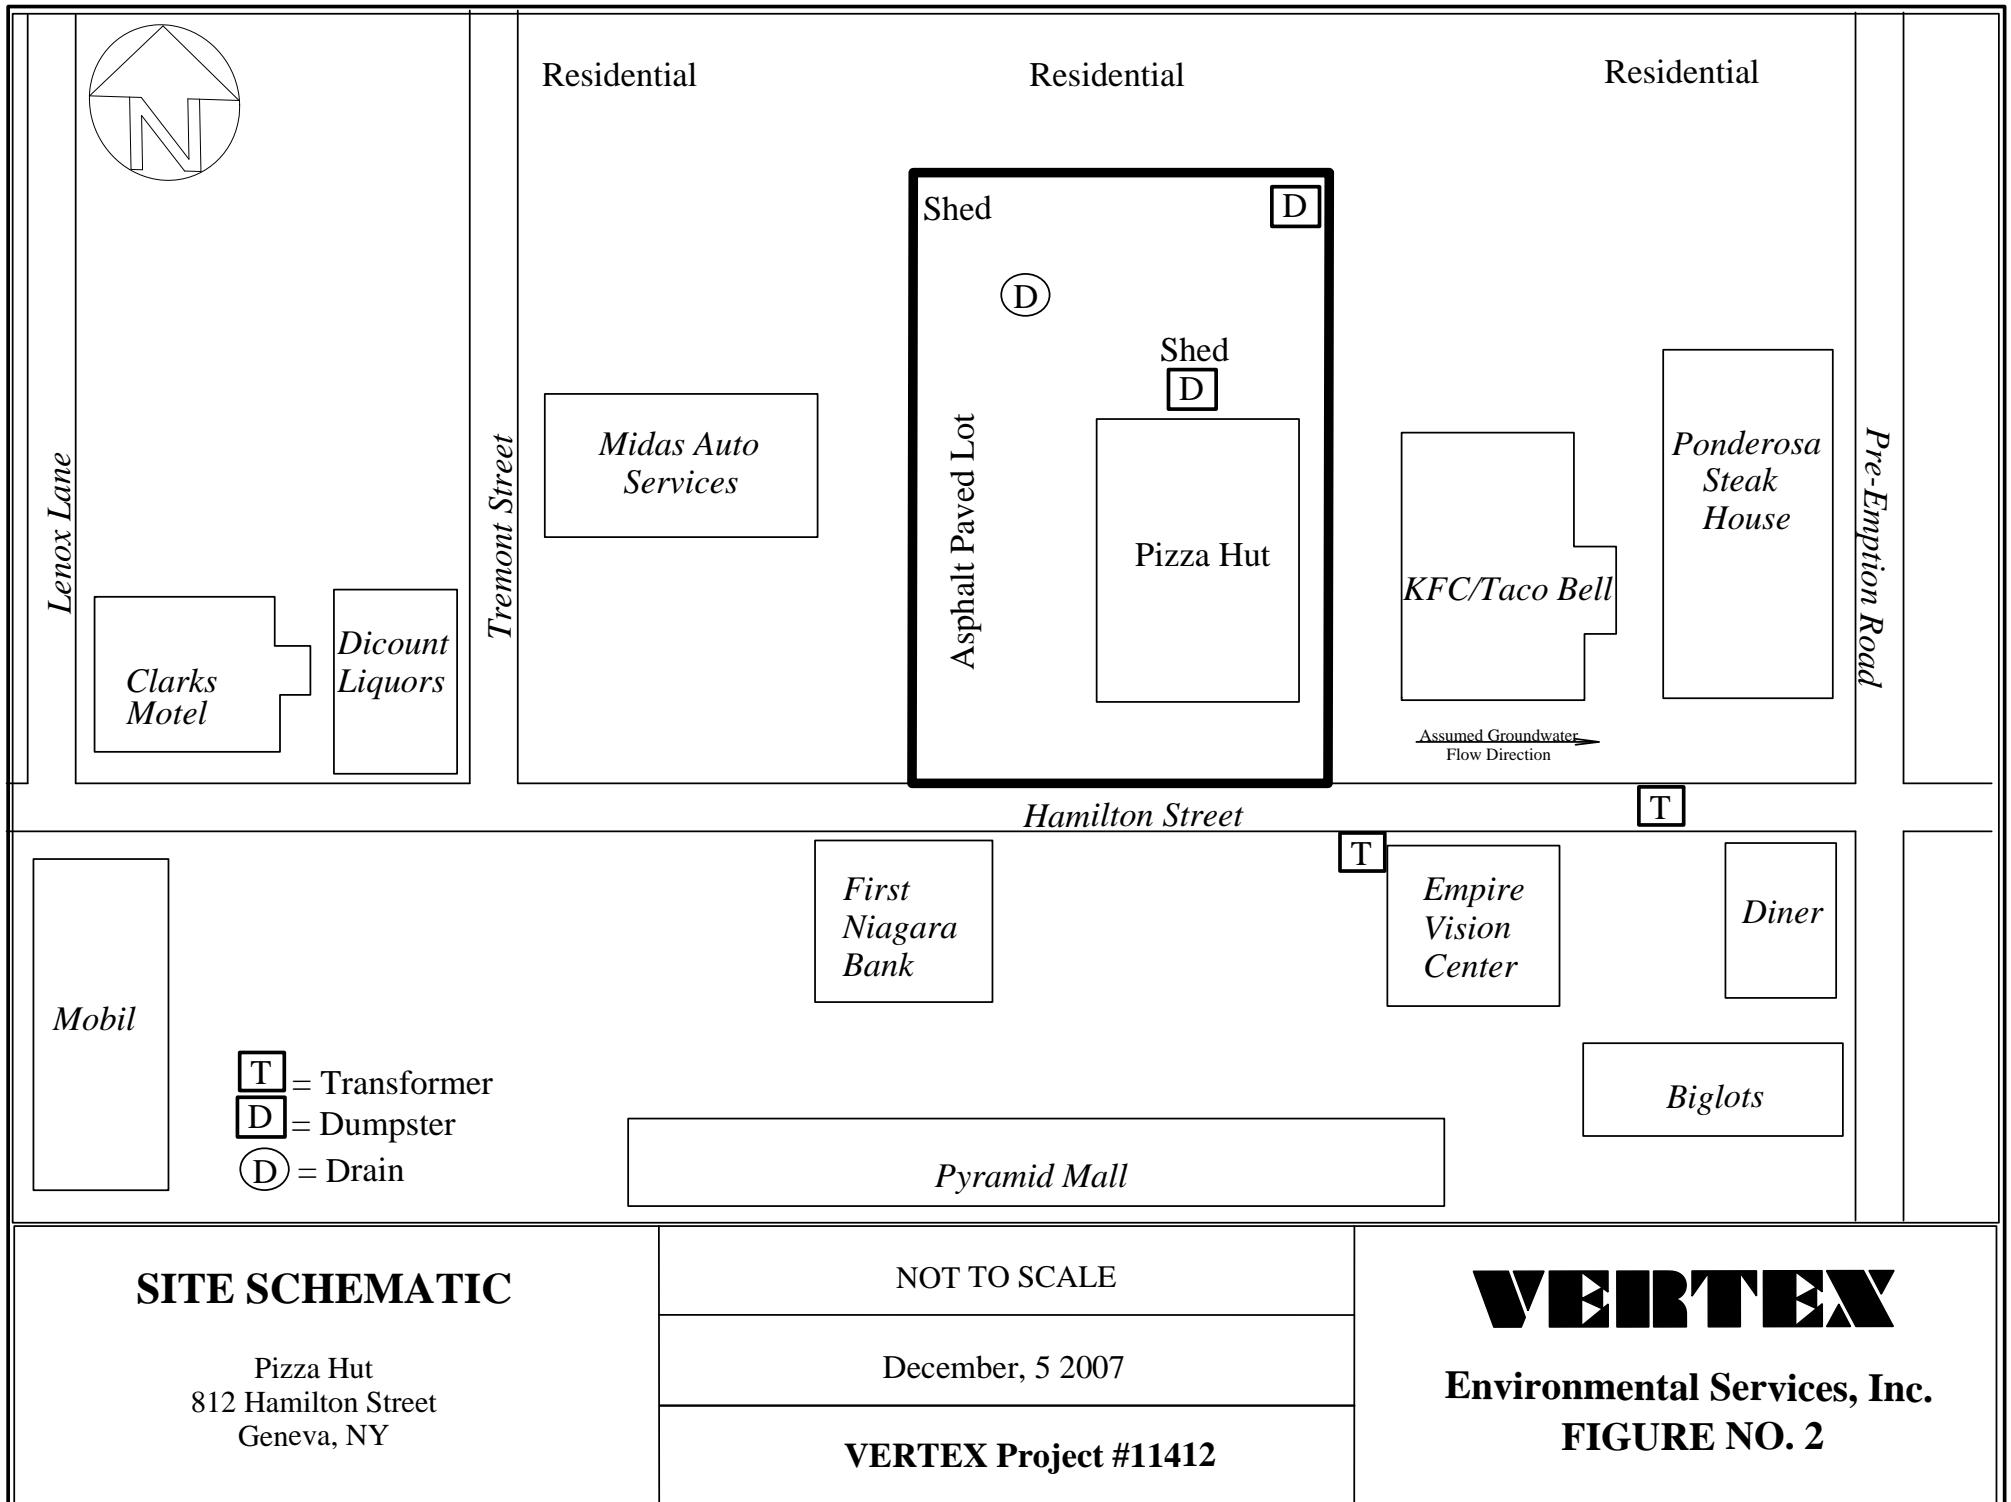 N
Residential
Residential
Residential
Shed
D
D
Shed
D
Asphalt Paved Lot
Pizza Hut
Midas Auto
Services
Lenox Lane
Tremont Street
Clarks
Motel
Dicount
Liquors
KFC/Taco Bell
Ponderosa
Steak
House
Pre-Emption Road
Assumed Groundwater
Flow Direction
Hamilton Street
T
T
First
Niagara
Bank
Empire
Vision
Center
Diner
Mobil
Biglots
Pyramid Mall
T = Transformer
D = Dumpster
D = Drain
SITE SCHEMATIC
Pizza Hut
812 Hamilton Street
Geneva, NY
NOT TO SCALE
December, 5 2007
VERTEX Project #11412
VERTEX
Environmental Services, Inc.
FIGURE NO. 2